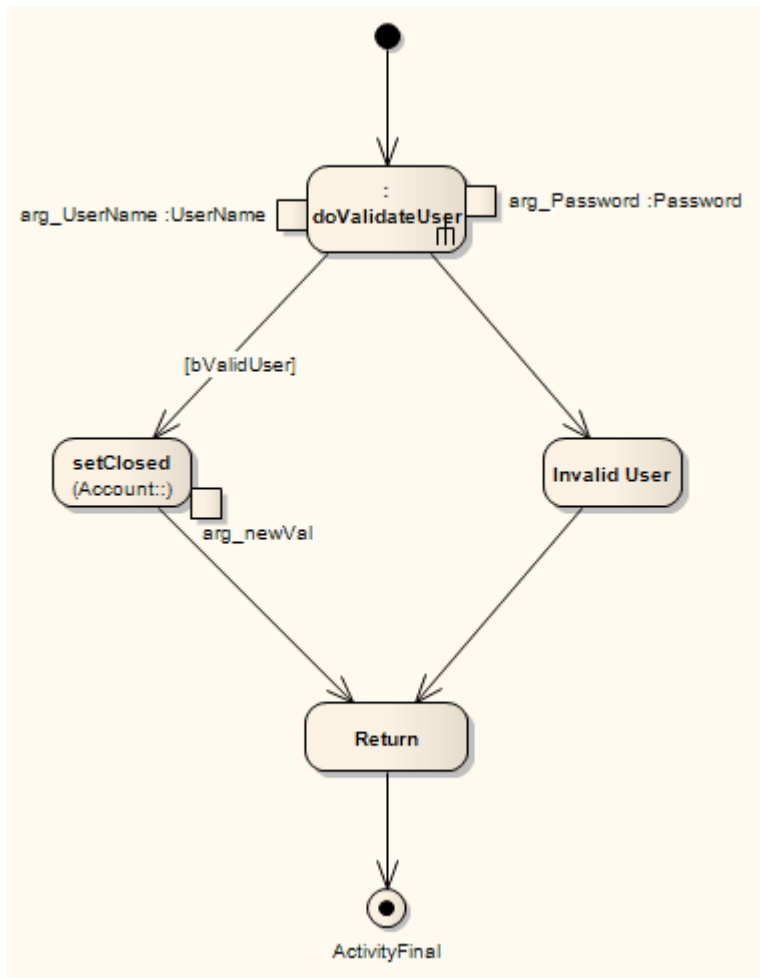 :
doValidateUser
arg_UserName :UserName
arg_Password :Password
[bValidUser]
setClosed
(Account::)
arg_newVal
Invalid User
Return
ActivityFinal